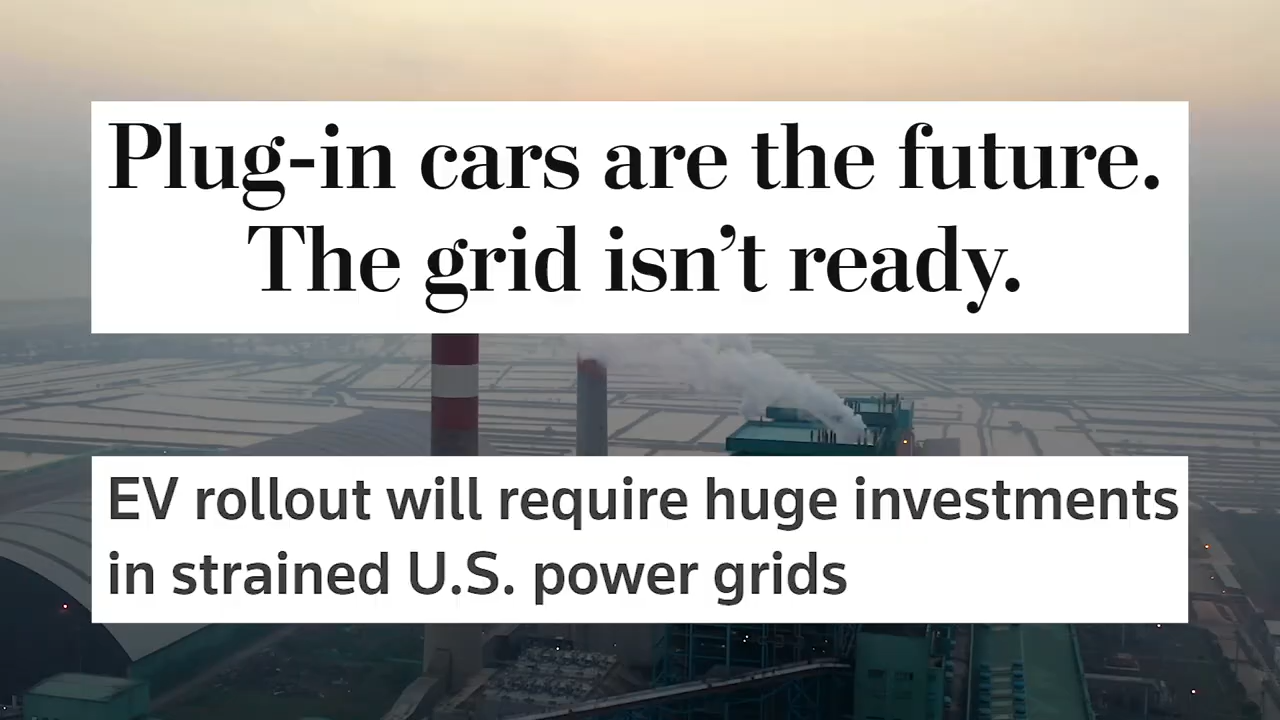 Plug-in cars are the future.
The grid isn’t ready.
EV rollout will require huge investments
in strained U.S. power grids